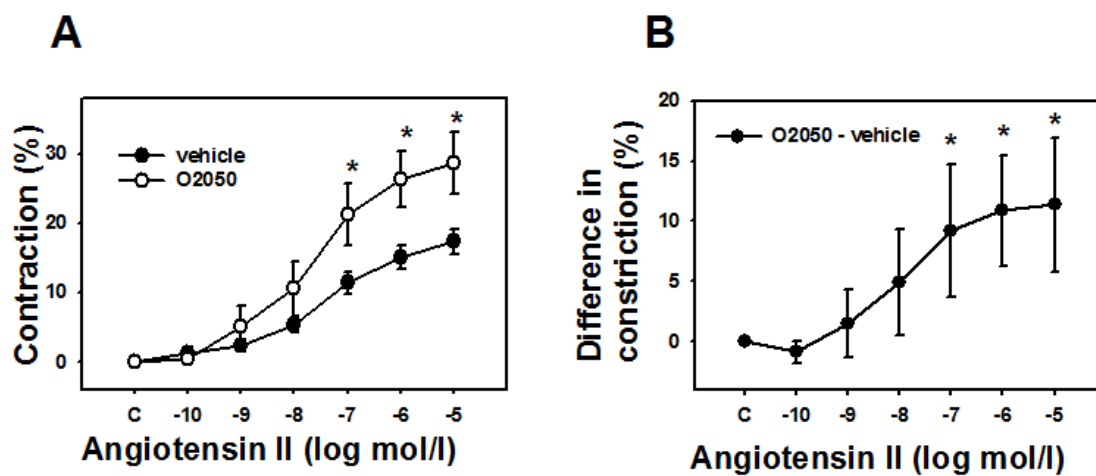 A
Contraction (%)
30
20
10
0
vehicle
O2050
*
*
*
C -10 -9 -8 -7 -6 -5
Angiotensin II (log mol/l)
B
Difference in
constriction (%)
20
15
10
5
0
O2050 - vehicle
*
*
*
C -10 -9 -8 -7 -6 -5
Angiotensin II (log mol/l)